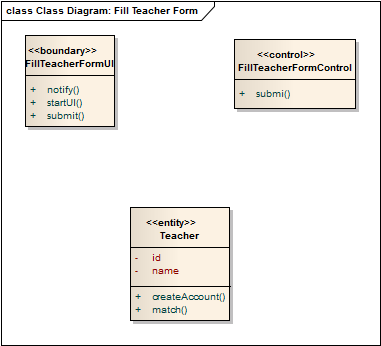 class Class Diagram: Fill Teacher Form
<<boundary>>
FillTeacherFormUI
+ notify()
+ startUI()
+ submit()
<<control>>
FillTeacherFormControl
+ submi()
<<entity>>
Teacher
- id
- name
+ createAccount()
+ match()